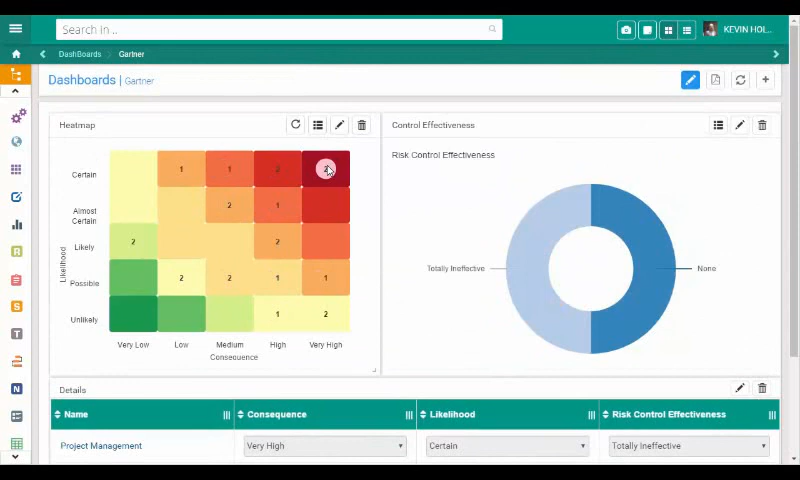 Search in ..
KEVIN HOL...
DashBoards
Gartner
Dashboards | Gartner
Heatmap
Control Effectiveness
Risk Control Effectiveness
Certain 1 1 2
Almost Certain 2 1
Likely 2 2
Possible 2 2 1 1
Unlikely 1 2
Likelihood
Very Low Low Medium High Very High
Consequence
Totally Ineffective
None
Details
Name Consequence Likelihood Risk Control Effectiveness
Project Management Very High Certain Totally Ineffective
R
S
T
N